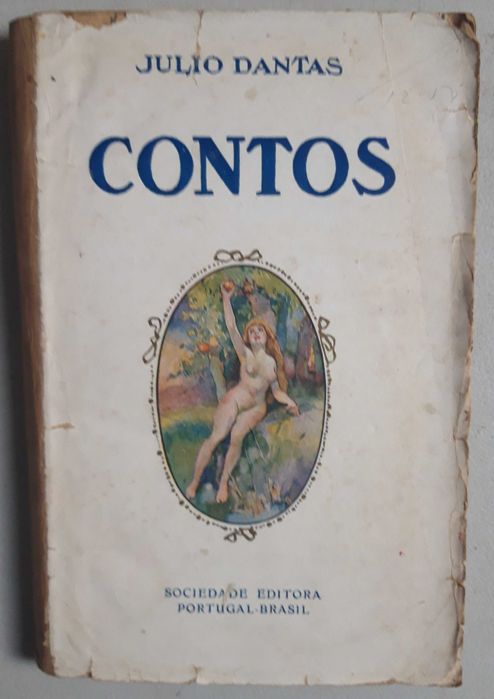 JULIO DANTAS
CONTOS
SOCIEDADE EDITORA
PORTUGAL-BRASIL